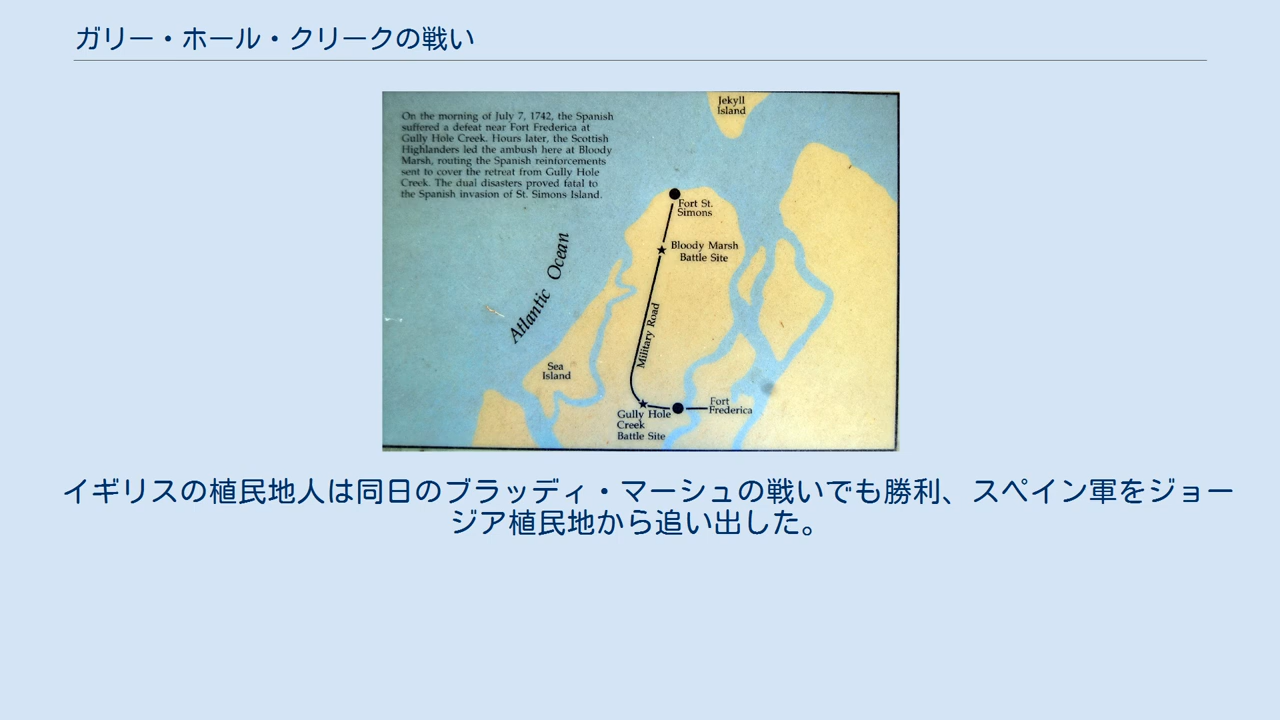 ガリー・ホール・クリークの戦い
On the morning of July 7, 1742, the Spanish
suffered a defeat near Fort Frederica at
Gully Hole Creek. Hours later, the Scottish
Highlanders led the ambush here at Bloody
Marsh, routing the Spanish reinforcements
sent to cover the retreat from Gully Hole
Creek. The dual disasters proved fatal to
the Spanish invasion of St. Simons Island.
Jekyll
Island
Fort St.
Simons
Bloody Marsh
Battle Site
Atlantic Ocean
Military Road
Sea
Island
Fort
Frederica
Gully Hole
Creek
Battle Site
イギリスの植民地人は同日のブラッディ・マーシュの戦いでも勝利、スペイン軍をジョー
ジア植民地から追い出した。